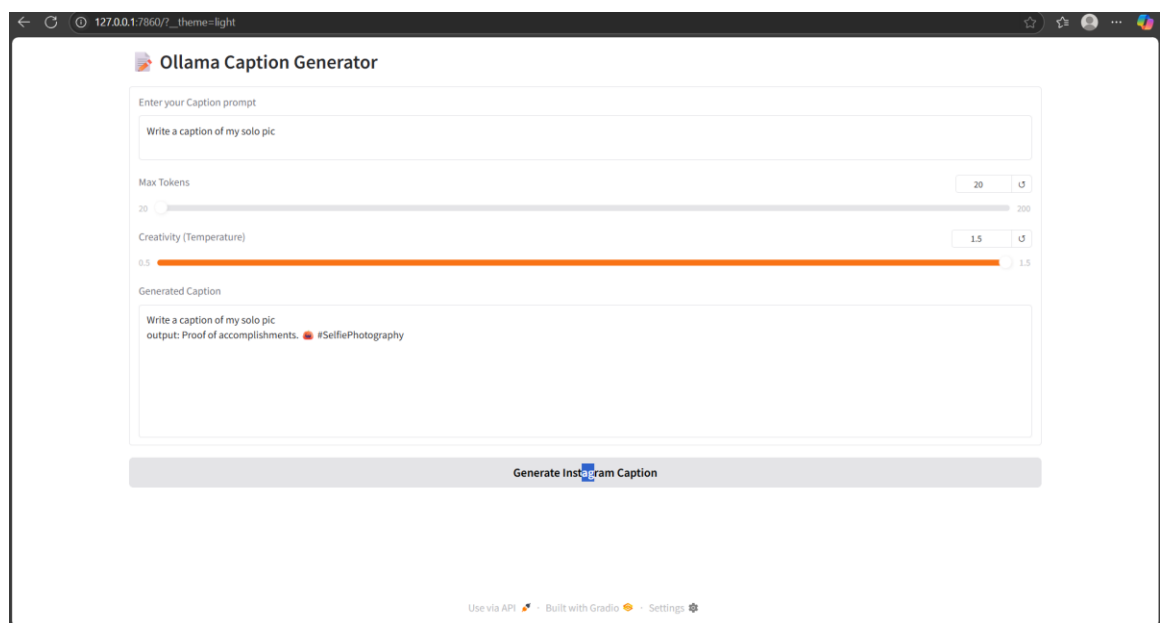 127.0.0.1:7860/?__theme=light
Ollama Caption Generator
Enter your Caption prompt
Write a caption of my solo pic
Max Tokens
20
20
200
Creativity (Temperature)
1.5
0.5
1.5
Generated Caption
Write a caption of my solo pic
output: Proof of accomplishments. #SelfiePhotography
Generate Instagram Caption
Use via API · Built with Gradio · Settings